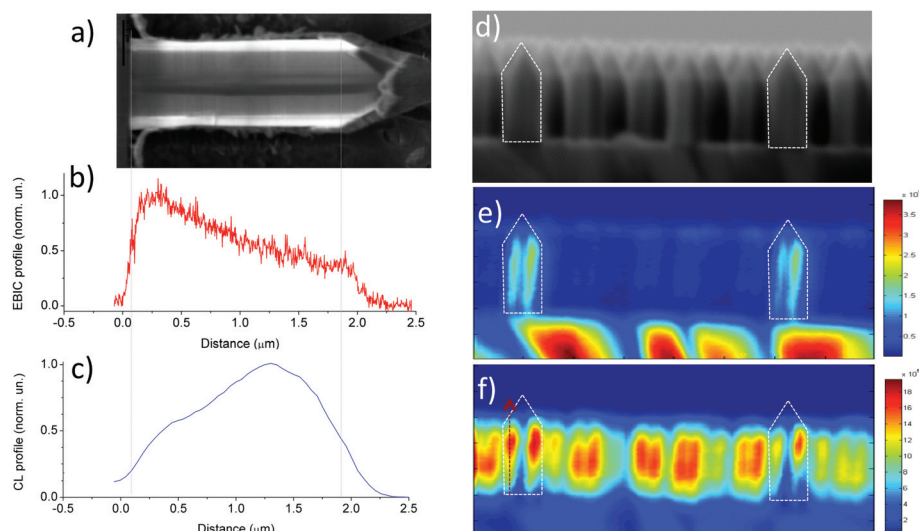 a)
b)
EBIC profile (norm. un.)
1.0
0.5
0.0
-0.5 0.0 0.5 1.0 1.5 2.0 2.5
Distance (μm)
c)
CL profile (norm. un.)
1.0
0.5
0.0
-0.5 0.0 0.5 1.0 1.5 2.0 2.5
Distance (μm)
d)
e)
3.5
3
2.5
2
1.5
1
0.5
f)
18
16
14
12
10
8
6
4
2